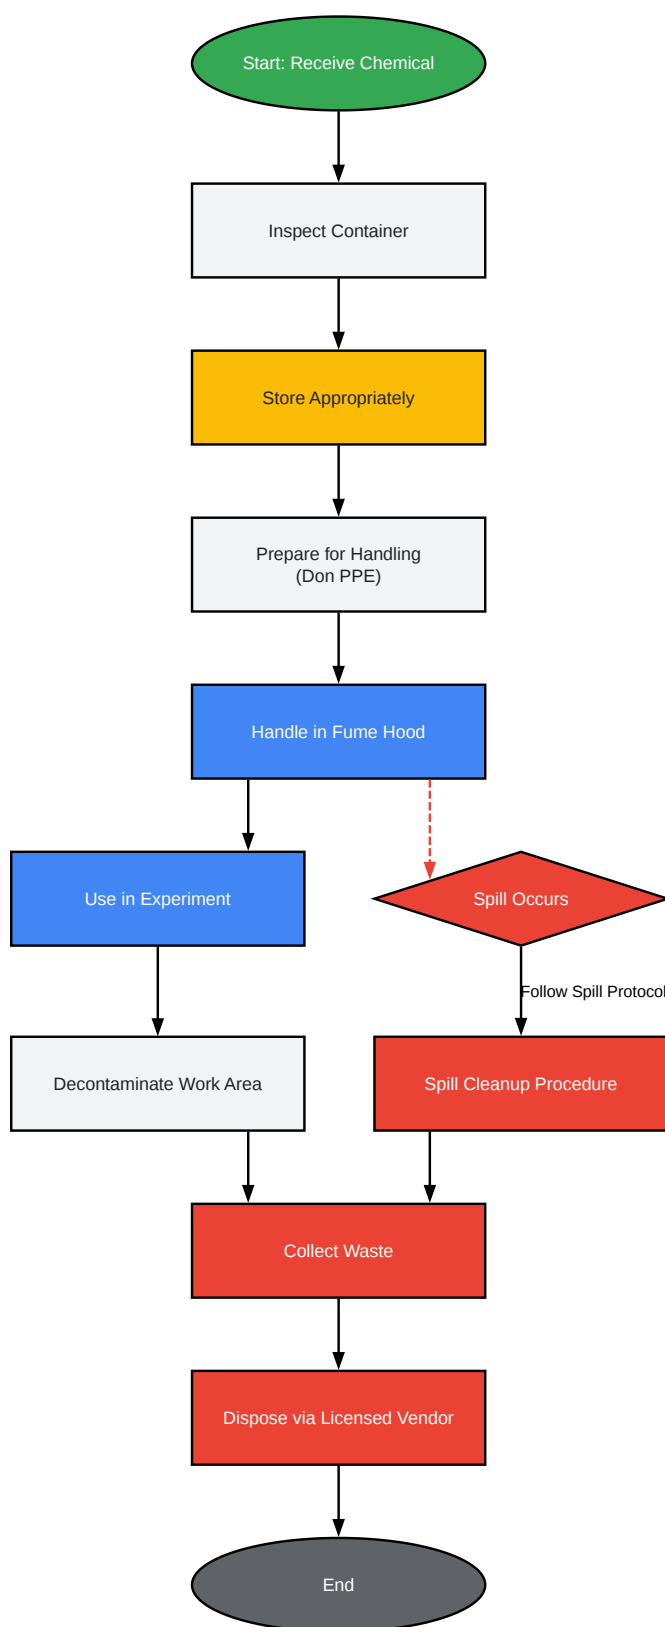 Start: Receive Chemical
Inspect Container
Store Appropriately
Prepare for Handling
(Don PPE)
Handle in Fume Hood
Use in Experiment
Spill Occurs
Follow Spill Protocol
Decontaminate Work Area
Spill Cleanup Procedure
Collect Waste
Dispose via Licensed Vendor
End